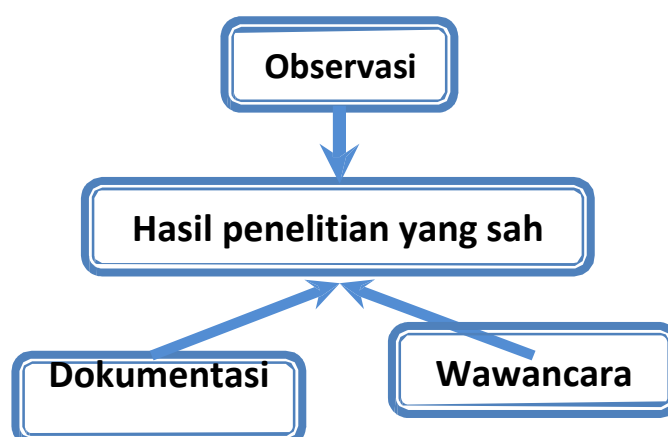 Observasi
Hasil penelitian yang sah
Dokumentasi
Wawancara